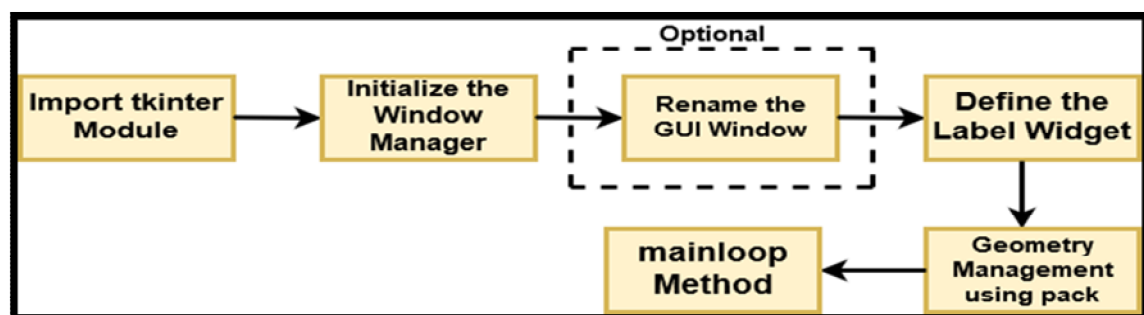 Optional
Import tkinter
Module
Initialize the
Window
Manager
Rename the
GUI Window
Define the
Label Widget
Geometry
Management
using pack
mainloop
Method